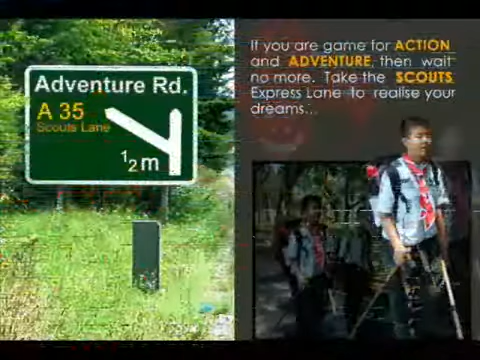 Adventure Rd.
A 35
Scouts Lane
1/2 m
If you are game for ACTION
and ADVENTURE, then wait
no more. Take the SCOUTS
Express Lane to realise your
dreams...